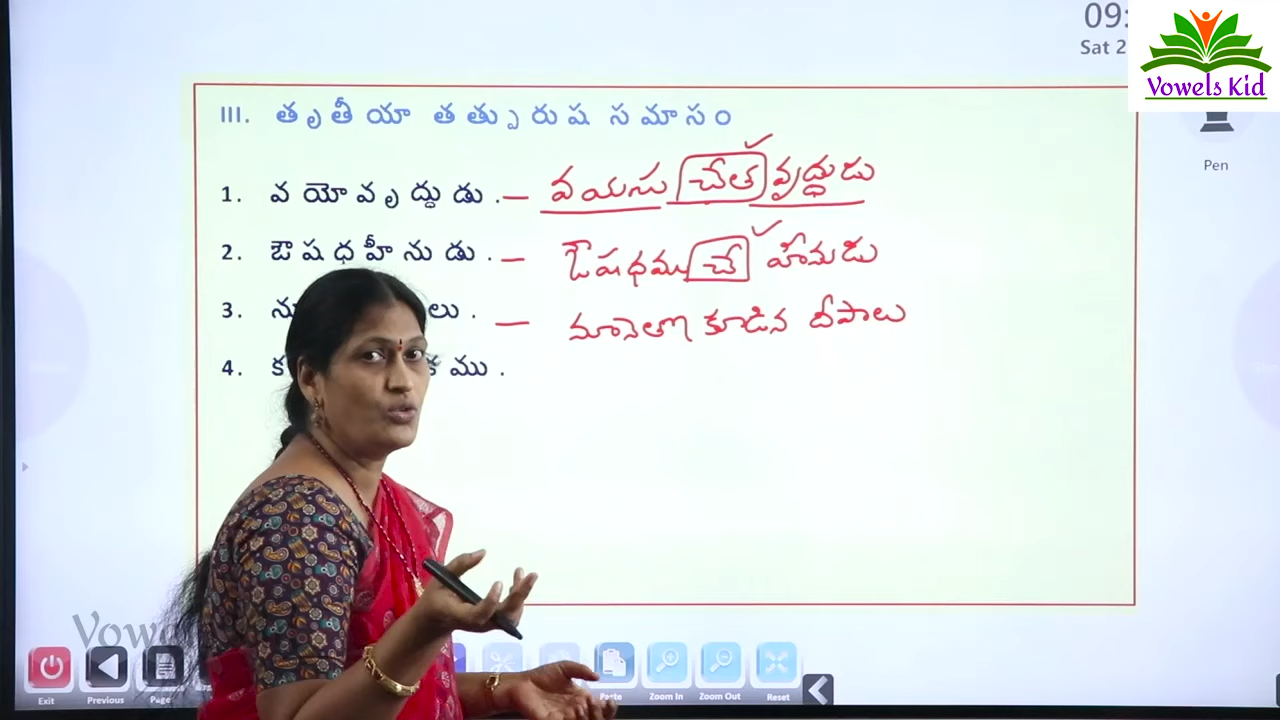 09:
Sat 2
Vowels Kid
III. తృతీయా తత్పురుష సమాసం
Pen
1. వయోవృద్ధుడు. — వయసు చేత వృద్ధుడు
2. ఔషధహీనుడు. — ఔషధము చే హీనుడు
3. లు. — నూనెతో కూడిన దీపాలు
4. కము.
Exit
Previous
Page
Paste
Zoom In
Zoom Out
Reset